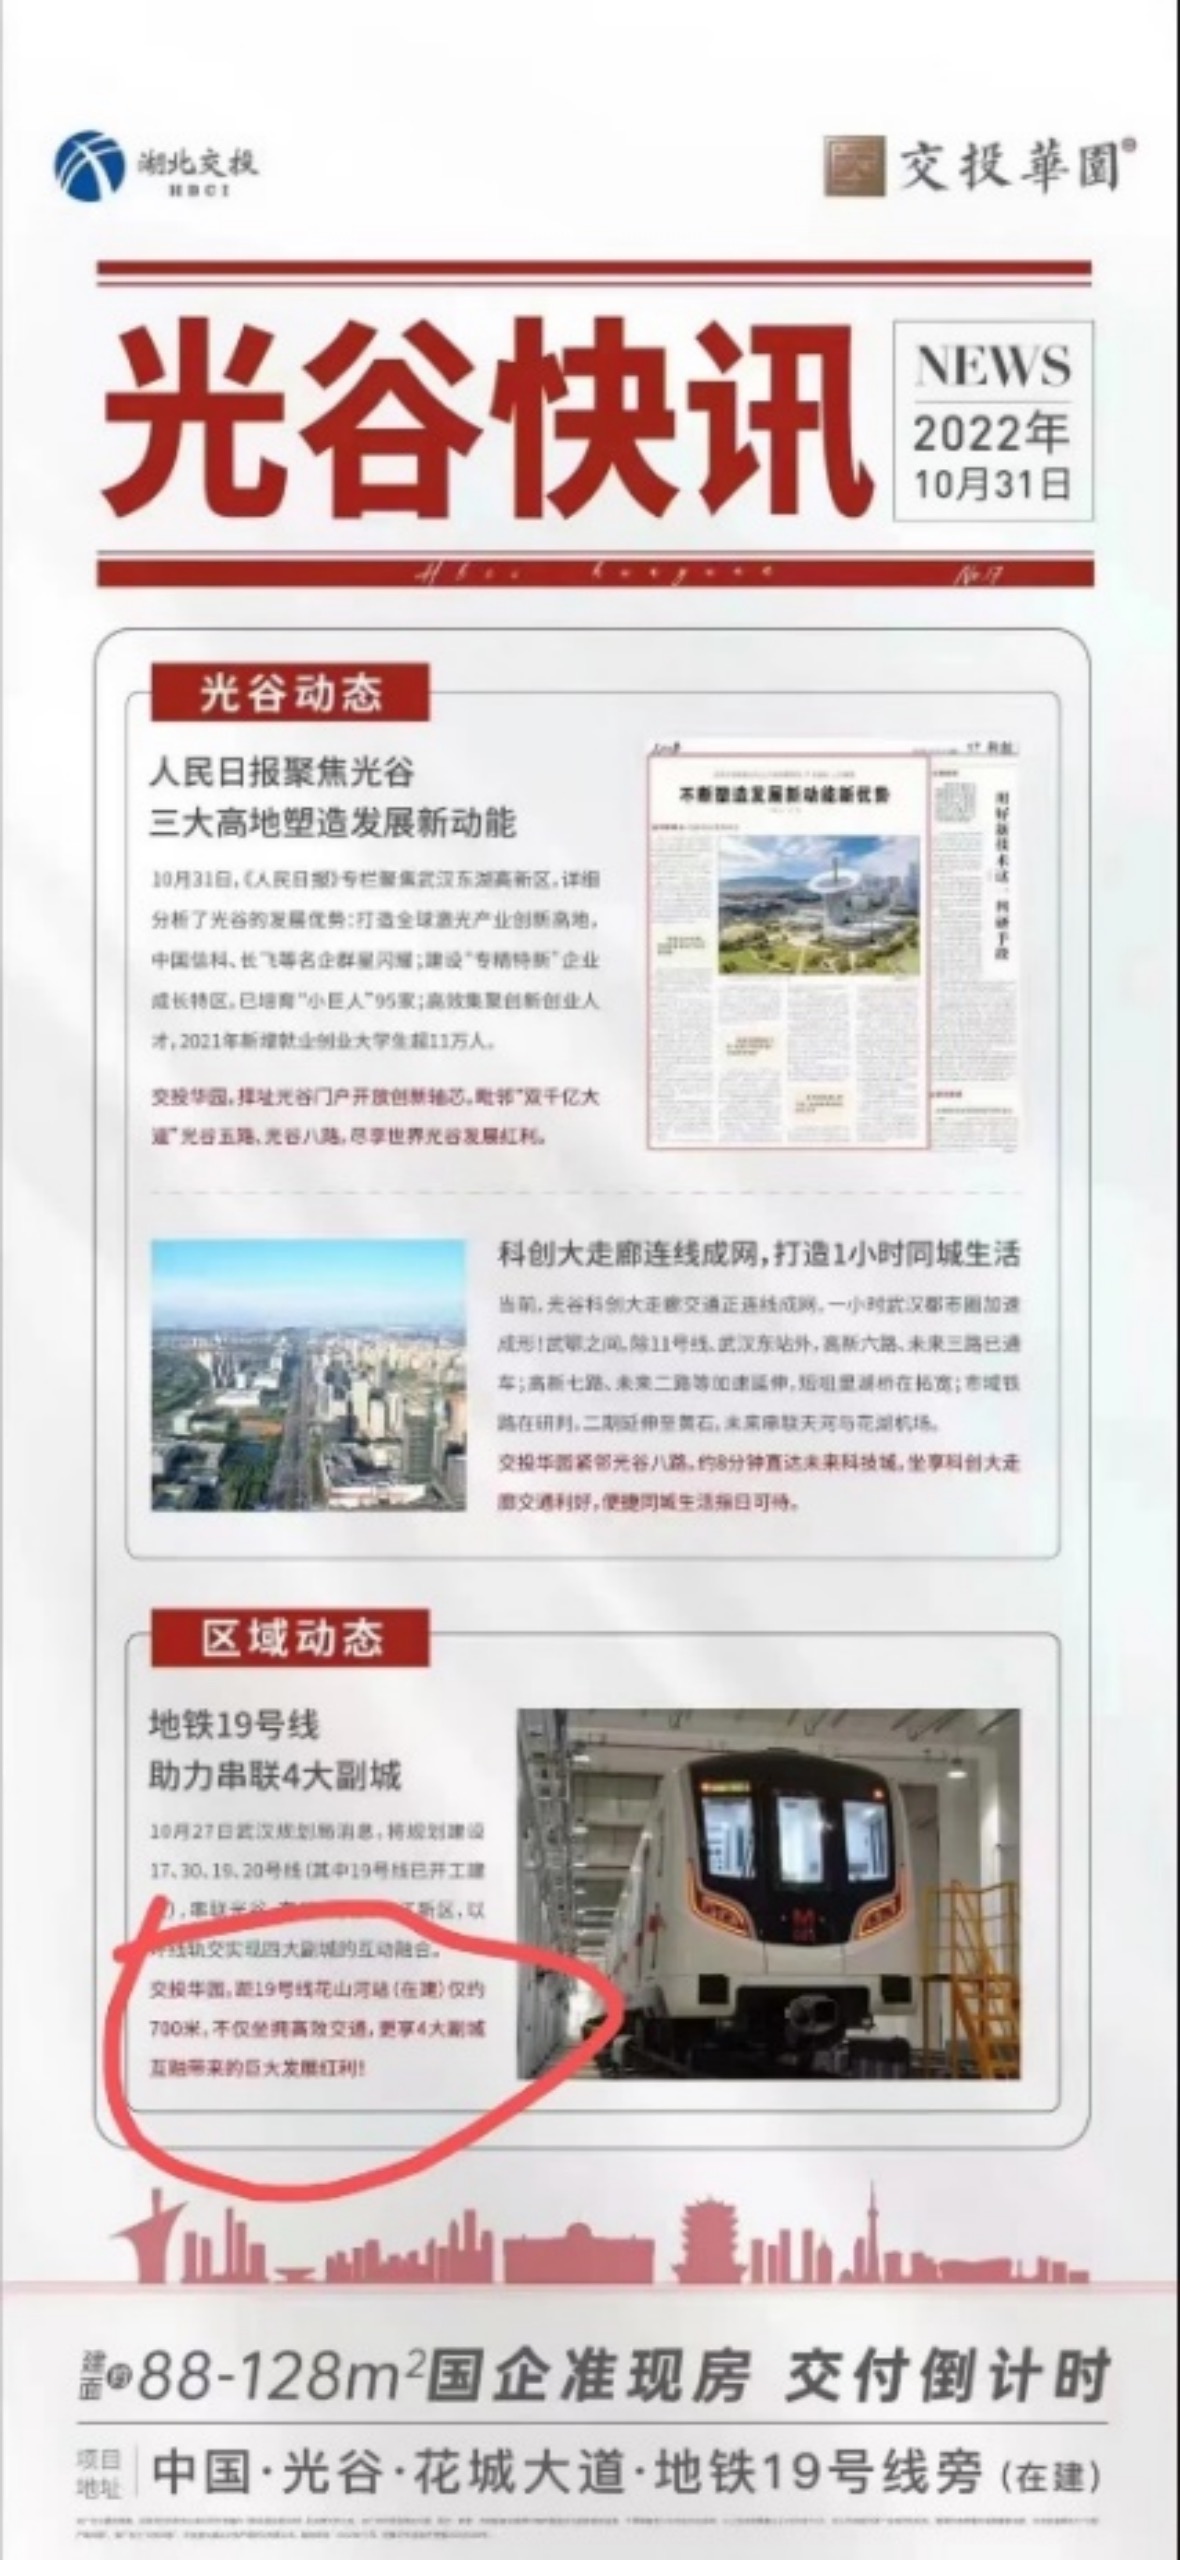 湖北交投
HBCI
交投華園
光谷快讯
NEWS
2022年
10月31日
No.17
光谷动态
人民日报聚焦光谷
三大高地塑造发展新动能
10月31日,《人民日报》专栏聚焦武汉东湖高新区,详细
分析了光谷的发展优势:打造全球激光产业创新高地,
中国信科、长飞等名企群星闪耀;建设“专精特新”企业
成长特区,已培育“小巨人”95家;高效集聚创新创业人
才,2021年新增就业创业大学生超11万人。
交投华园,择址光谷门户开放创新轴芯,毗邻“双千亿大
道”光谷五路、光谷八路,尽享世界光谷发展红利。
科创
不断塑造发展新动能新优势
用好新技术这一科研手段
科创大走廊连线成网,打造1小时同城生活
当前,光谷科创大走廊交通正连线成网,一小时武汉都市圈加速
成形!武鄂之间,除11号线、武汉东站外,高新六路、未来三路已通
车;高新七路、未来二路等加速延伸,短咀里湖桥在拓宽;市域铁
路在研判,二期延伸至黄石,未来串联天河与花湖机场。
交投华园紧邻光谷八路,约8分钟直达未来科技城,坐享科创大走
廊交通利好,便捷同城生活指日可待。
区域动态
地铁19号线
助力串联4大副城
10月27日武汉规划局消息,将规划建设
17、30、19、20号线(其中19号线已开工建
),串联光谷 新区,以
线轨交实现四大副城的互动融合。
交投华园,距19号线花山河站(在建)仅约
700米,不仅坐拥高效交通,更享4大副城
互融带来的巨大发展红利!
建面约88-128m²国企准现房 交付倒计时
项目地址 中国·光谷·花城大道·地铁19号线旁(在建)